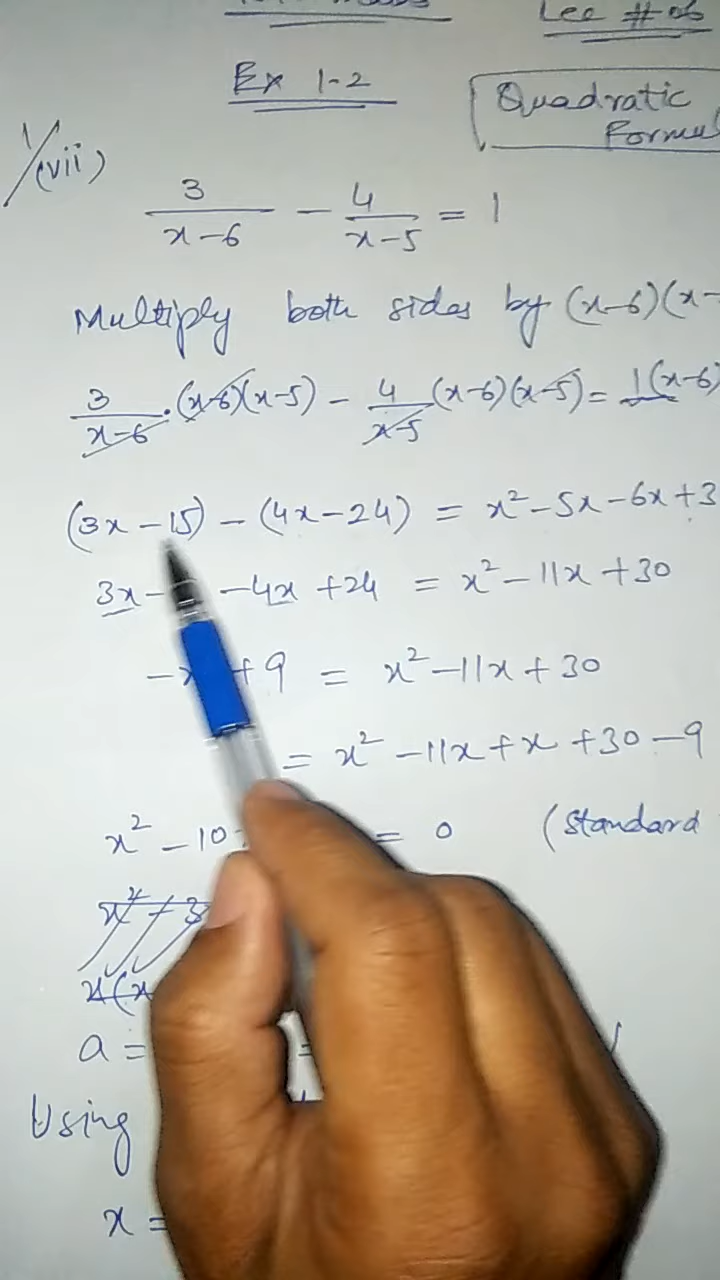 Lec # 06
Ex 1-2
Quadratic
Formul
1/(vii)
3/(x-6) - 4/(x-5) = 1
Multiply both sides by (x-6)(x-
3/(x-6) · (x-6)(x-5) - 4/(x-5) (x-6)(x-5) = 1(x-6)
(3x-15) - (4x-24) = x² - 5x - 6x + 3
3x - -4x + 24 = x² - 11x + 30
-x + 9 = x² - 11x + 30
= x² - 11x + x + 30 - 9
x² - 10 = 0 (Standard
x² - 3
x(x
a = =
Using
x =